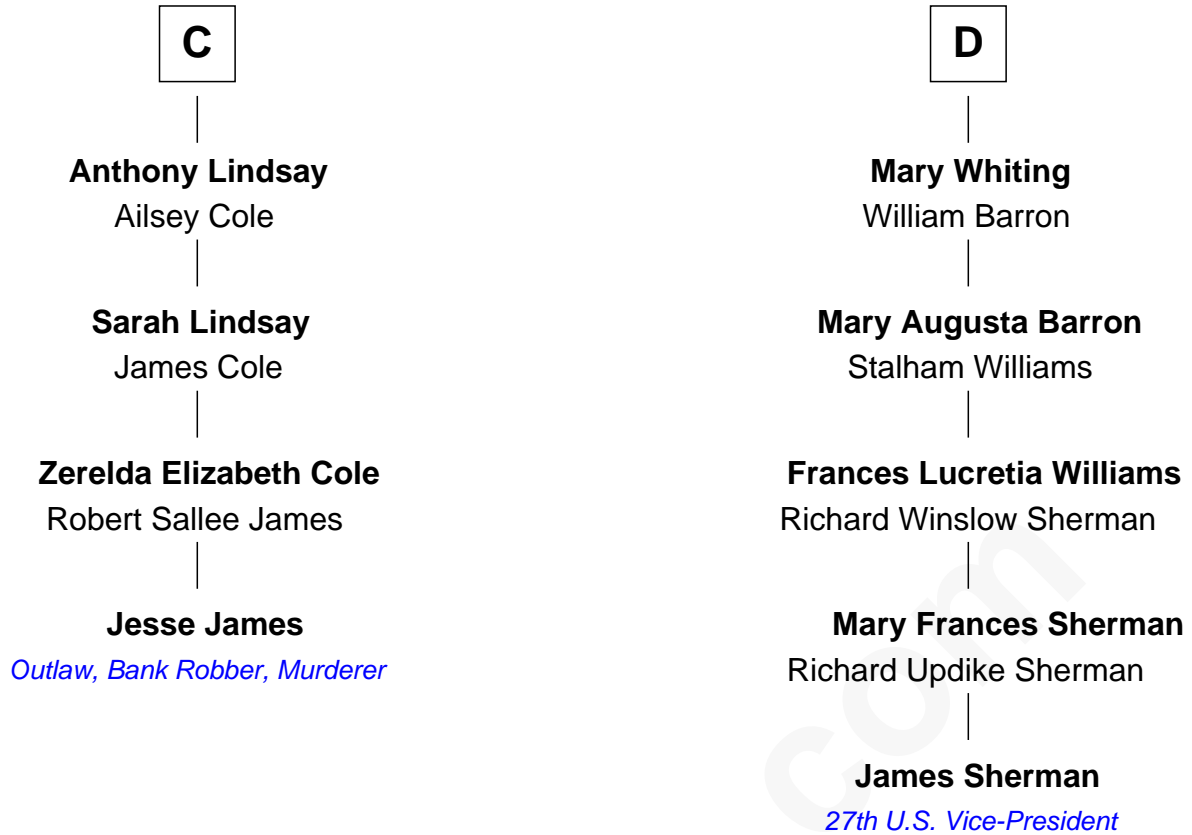 C
Anthony Lindsay
Ailsey Cole
Sarah Lindsay
James Cole
Zerelda Elizabeth Cole
Robert Sallee James
Jesse James
Outlaw, Bank Robber, Murderer
D
Mary Whiting
William Barron
Mary Augusta Barron
Stalham Williams
Frances Lucretia Williams
Richard Winslow Sherman
Mary Frances Sherman
Richard Updike Sherman
James Sherman
27th U.S. Vice-President
com